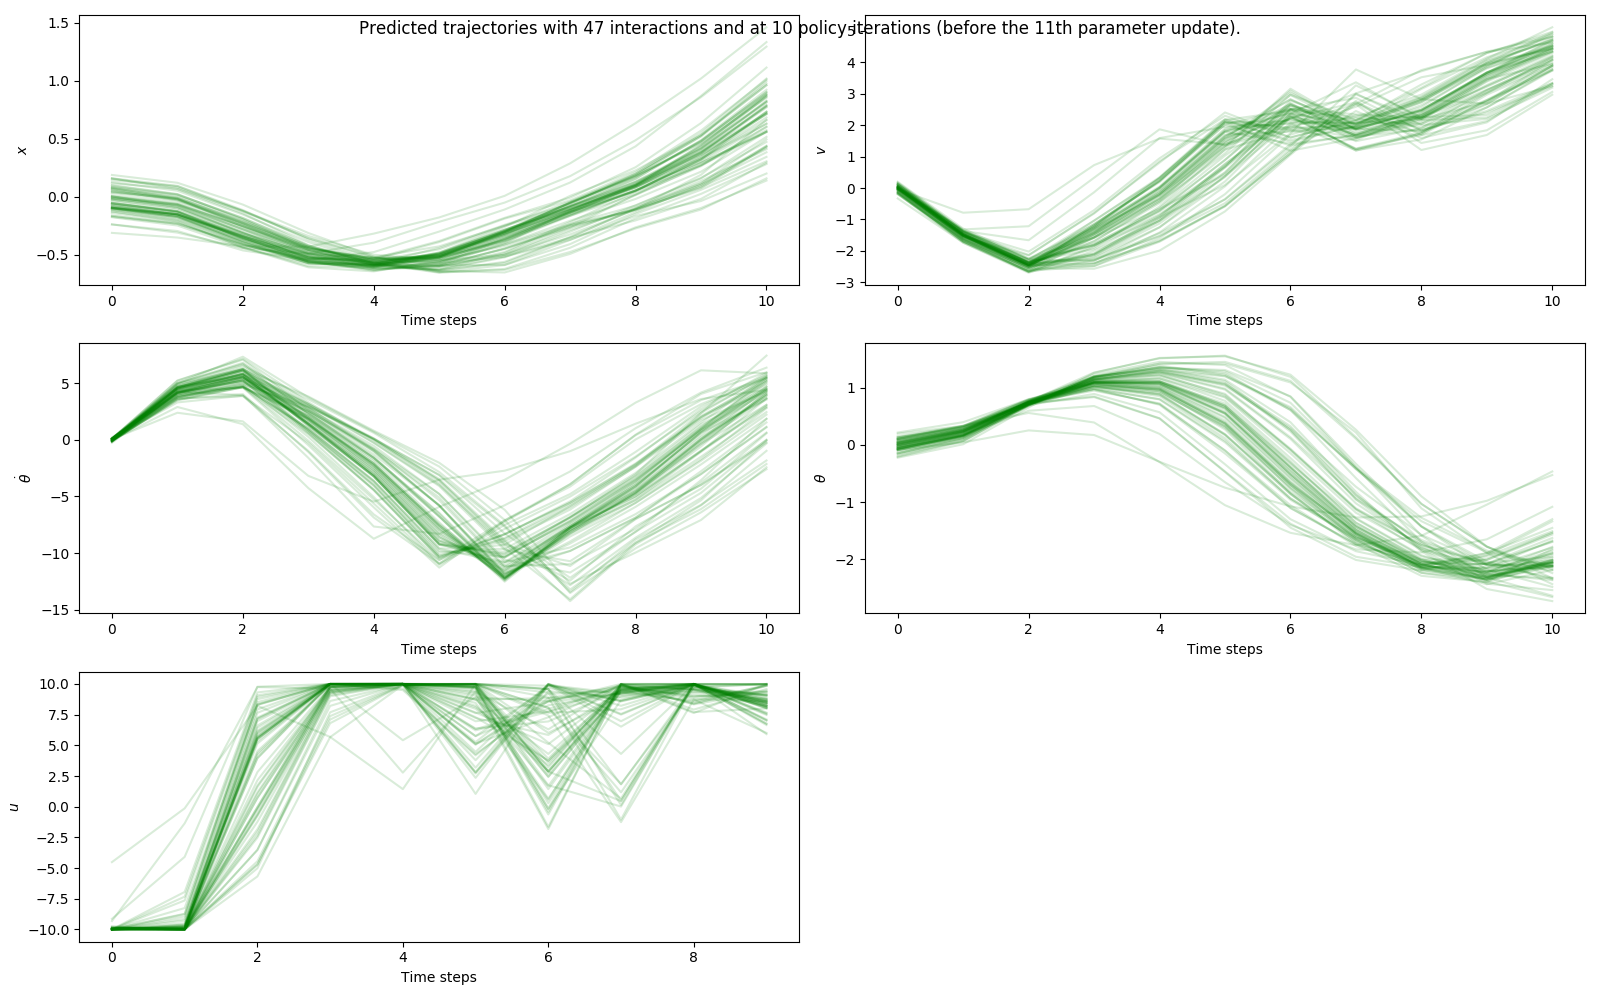 Predicted trajectories with 47 interactions and at 10 policy iterations (before the 11th parameter update).
x
1.5
1.0
0.5
0.0
−0.5
0 2 4 6 8 10
Time steps
v
5
4
3
2
1
0
−1
−2
−3
0 2 4 6 8 10
Time steps
θ̇
5
0
−5
−10
−15
0 2 4 6 8 10
Time steps
θ
1
0
−1
−2
0 2 4 6 8 10
Time steps
u
10.0
7.5
5.0
2.5
0.0
−2.5
−5.0
−7.5
−10.0
0 2 4 6 8
Time steps